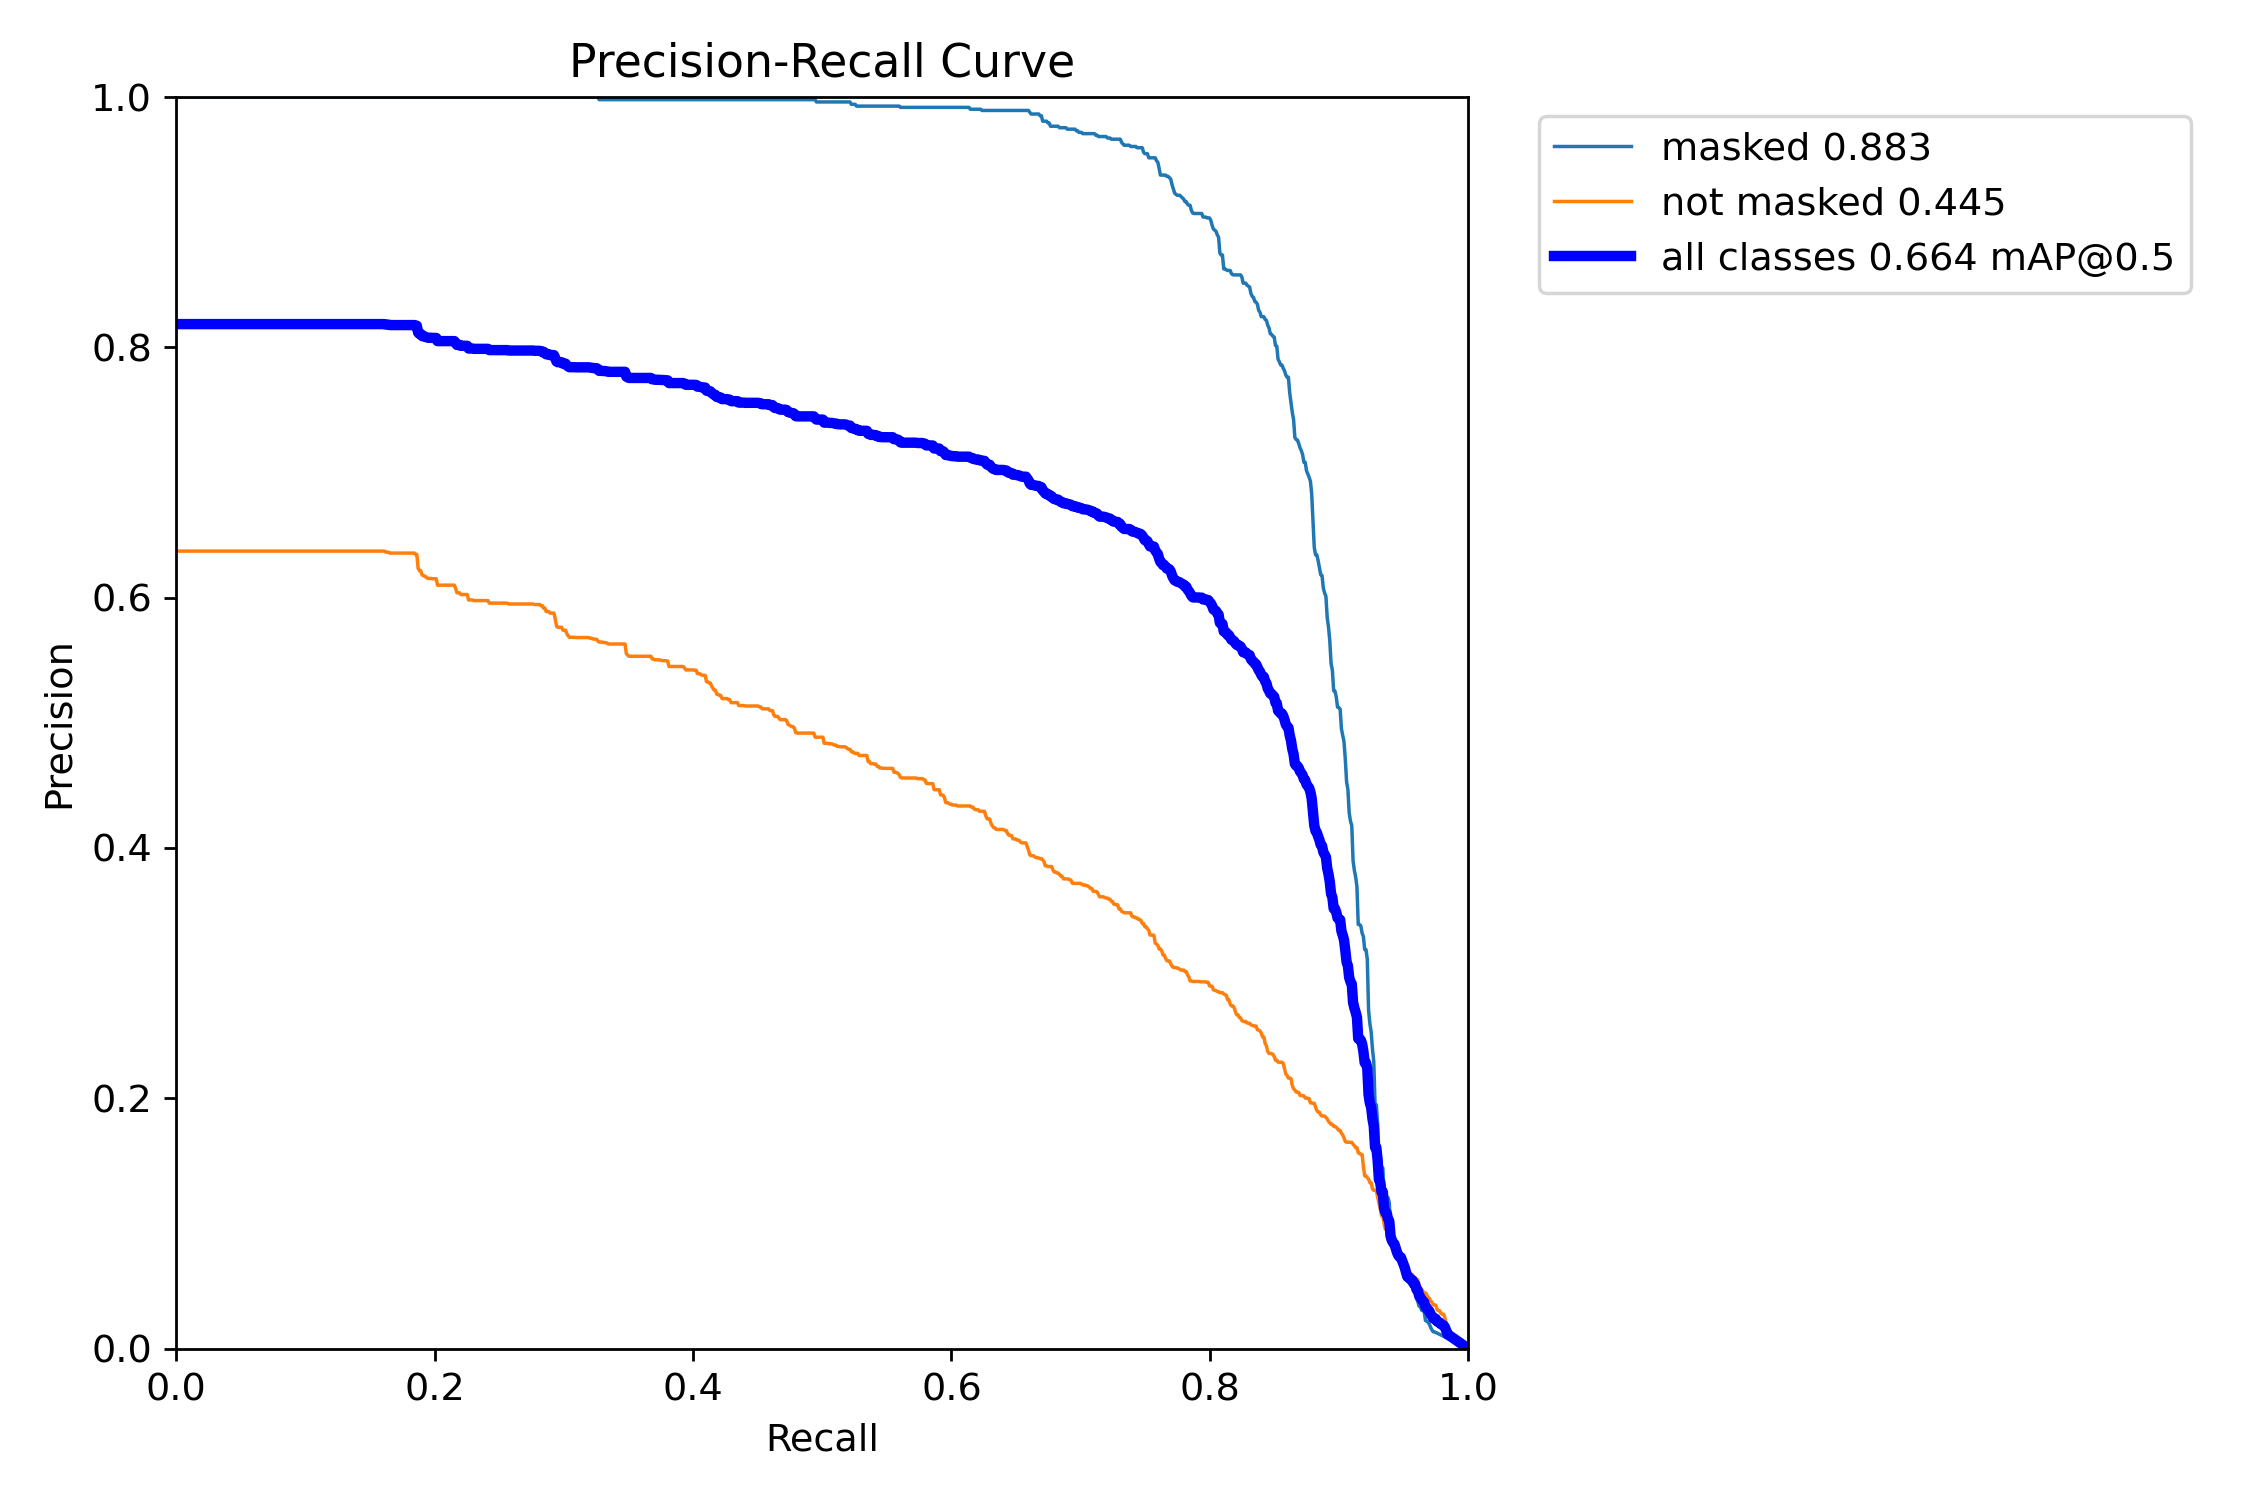 Precision-Recall Curve
masked 0.883
not masked 0.445
all classes 0.664 mAP@0.5
1.0
0.8
0.6
0.4
0.2
0.0
Precision
0.0 0.2 0.4 0.6 0.8 1.0
Recall